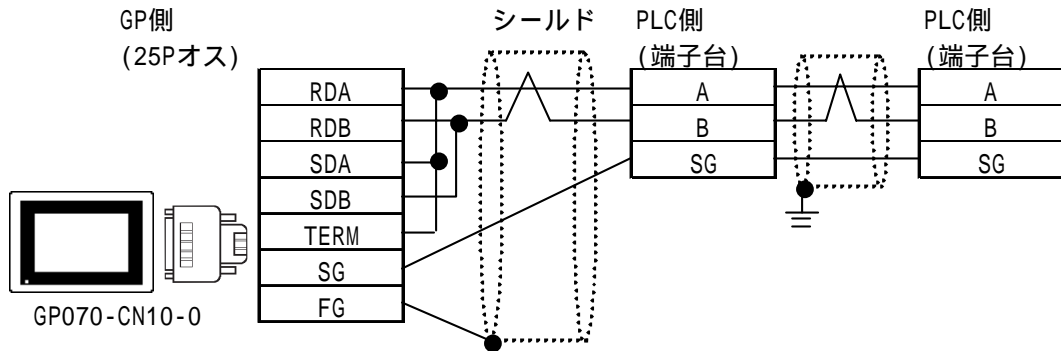 GP側
(25Pオス)
シールド
PLC側
(端子台)
PLC側
(端子台)
RDA
RDB
SDA
SDB
TERM
SG
FG
A
B
SG
A
B
SG
GP070-CN10-0